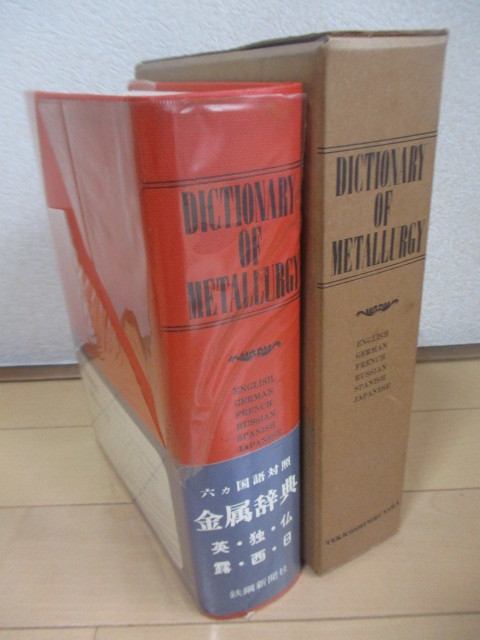 DICTIONARY
OF
METALLURGY
ENGLISH
GERMAN
FRENCH
RUSSIAN
SPANISH
JAPANESE
六ヵ国語対照
金属辞典
英・独・仏
露・西・日
鉄鋼新聞社
DICTIONARY
OF
METALLURGY
ENGLISH
GERMAN
FRENCH
RUSSIAN
SPANISH
JAPANESE